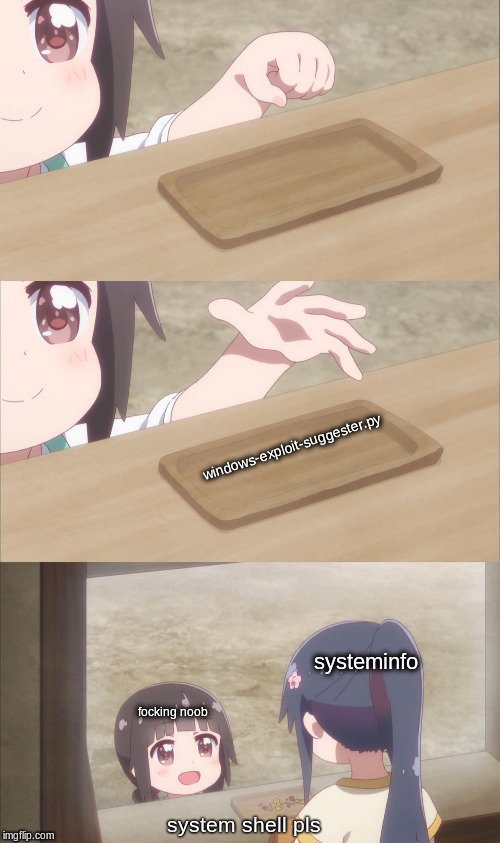 windows-exploit-suggester.py
systeminfo
focking noob
system shell pls
imgflip.com